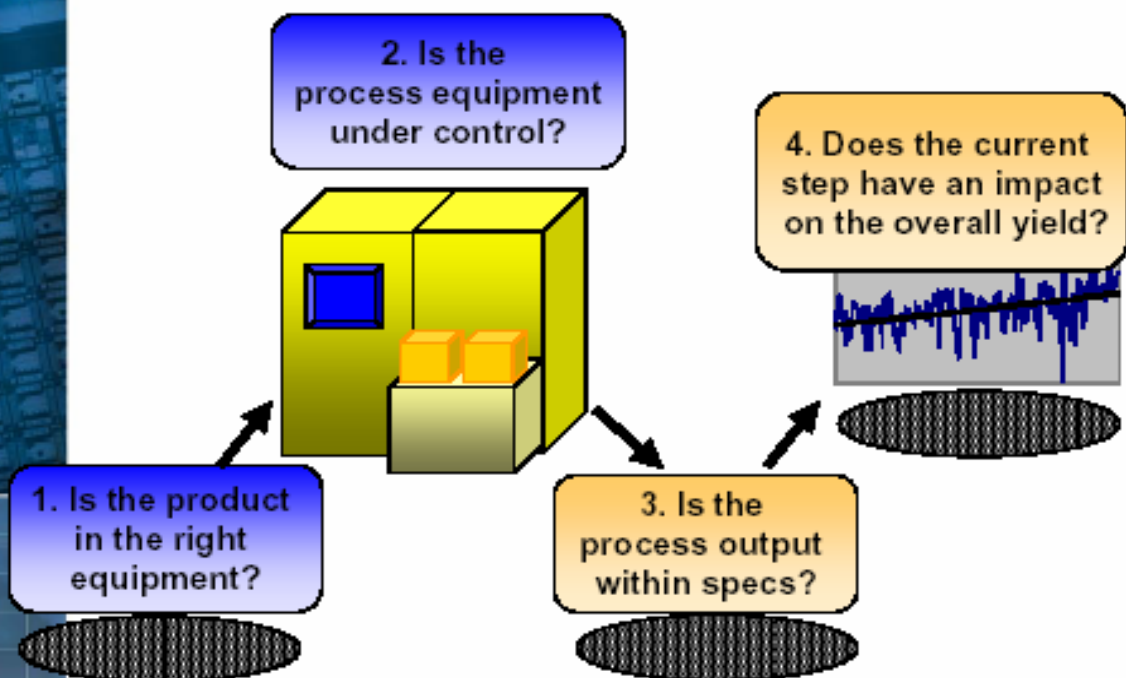 1. Is the product
in the right
equipment?
2. Is the
process equipment
under control?
3. Is the
process output
within specs?
4. Does the current
step have an impact
on the overall yield?